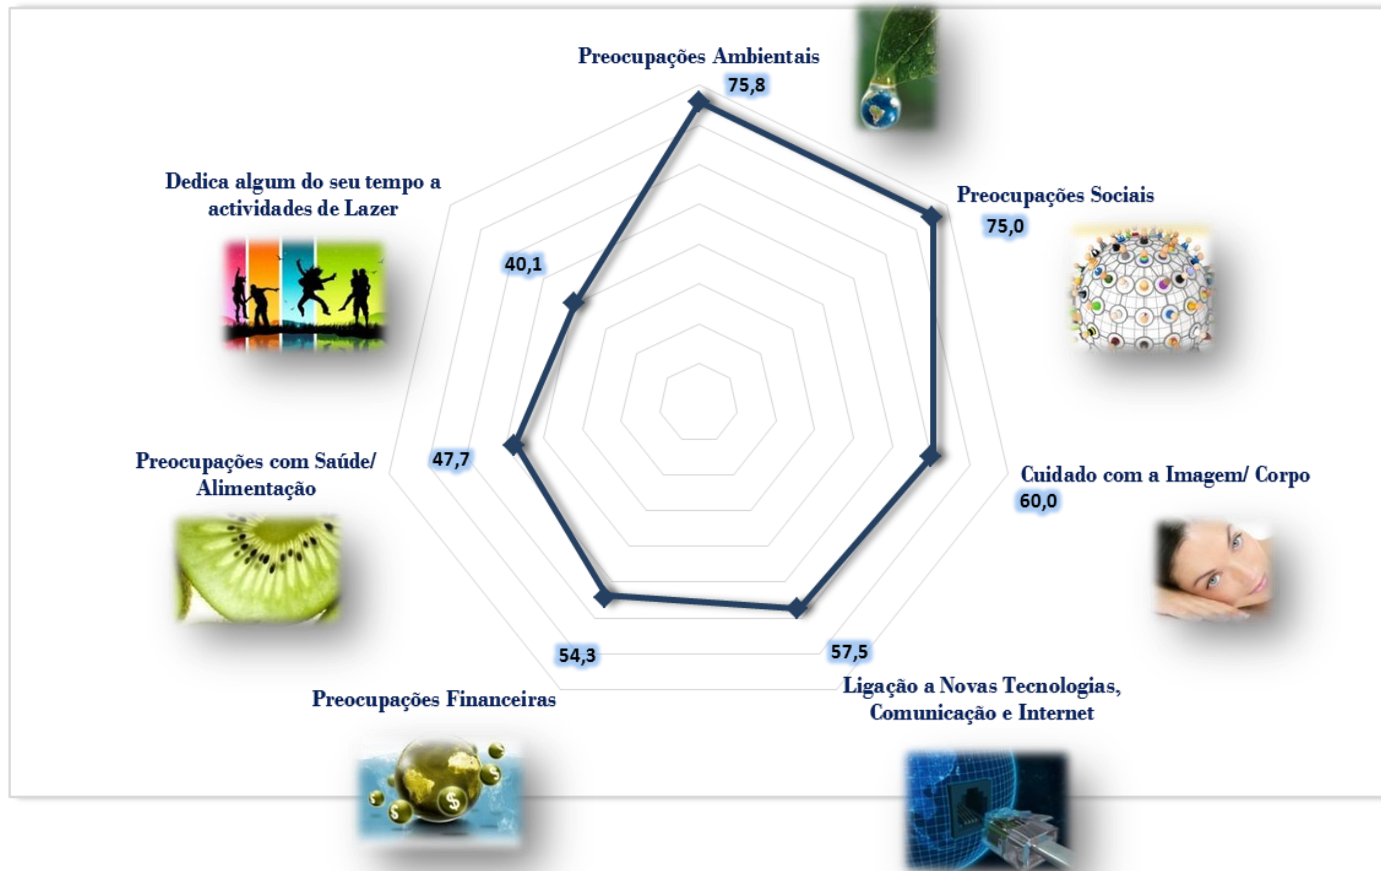 Preocupações Ambientais
75,8
Preocupações Sociais
75,0
Cuidado com a Imagem/ Corpo
60,0
57,5
Ligação a Novas Tecnologias,
Comunicação e Internet
54,3
Preocupações Financeiras
47,7
Preocupações com Saúde/
Alimentação
Dedica algum do seu tempo a
actividades de Lazer
40,1